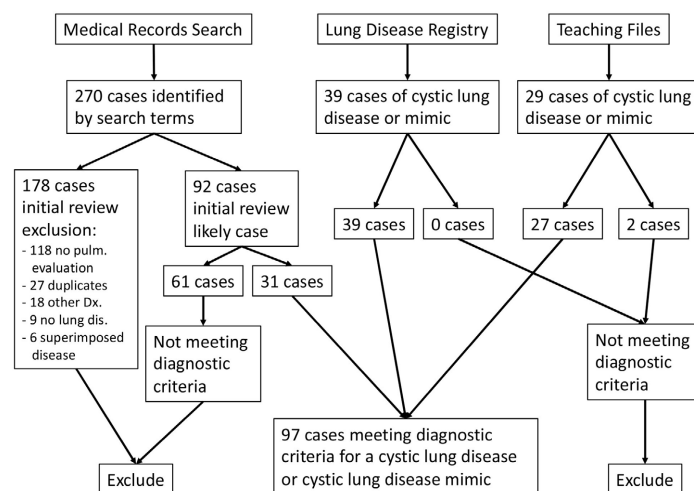 Medical Records Search
Lung Disease Registry
Teaching Files
270 cases identified
by search terms
39 cases of cystic lung
disease or mimic
29 cases of cystic lung
disease or mimic
178 cases
initial review
exclusion:
- 118 no pulm.
evaluation
- 27 duplicates
- 18 other Dx.
- 9 no lung dis.
- 6 superimposed
disease
92 cases
initial review
likely case
39 cases
0 cases
27 cases
2 cases
61 cases
31 cases
Not meeting
diagnostic
criteria
Not meeting
diagnostic
criteria
97 cases meeting diagnostic
criteria for a cystic lung disease
or cystic lung disease mimic
Exclude
Exclude